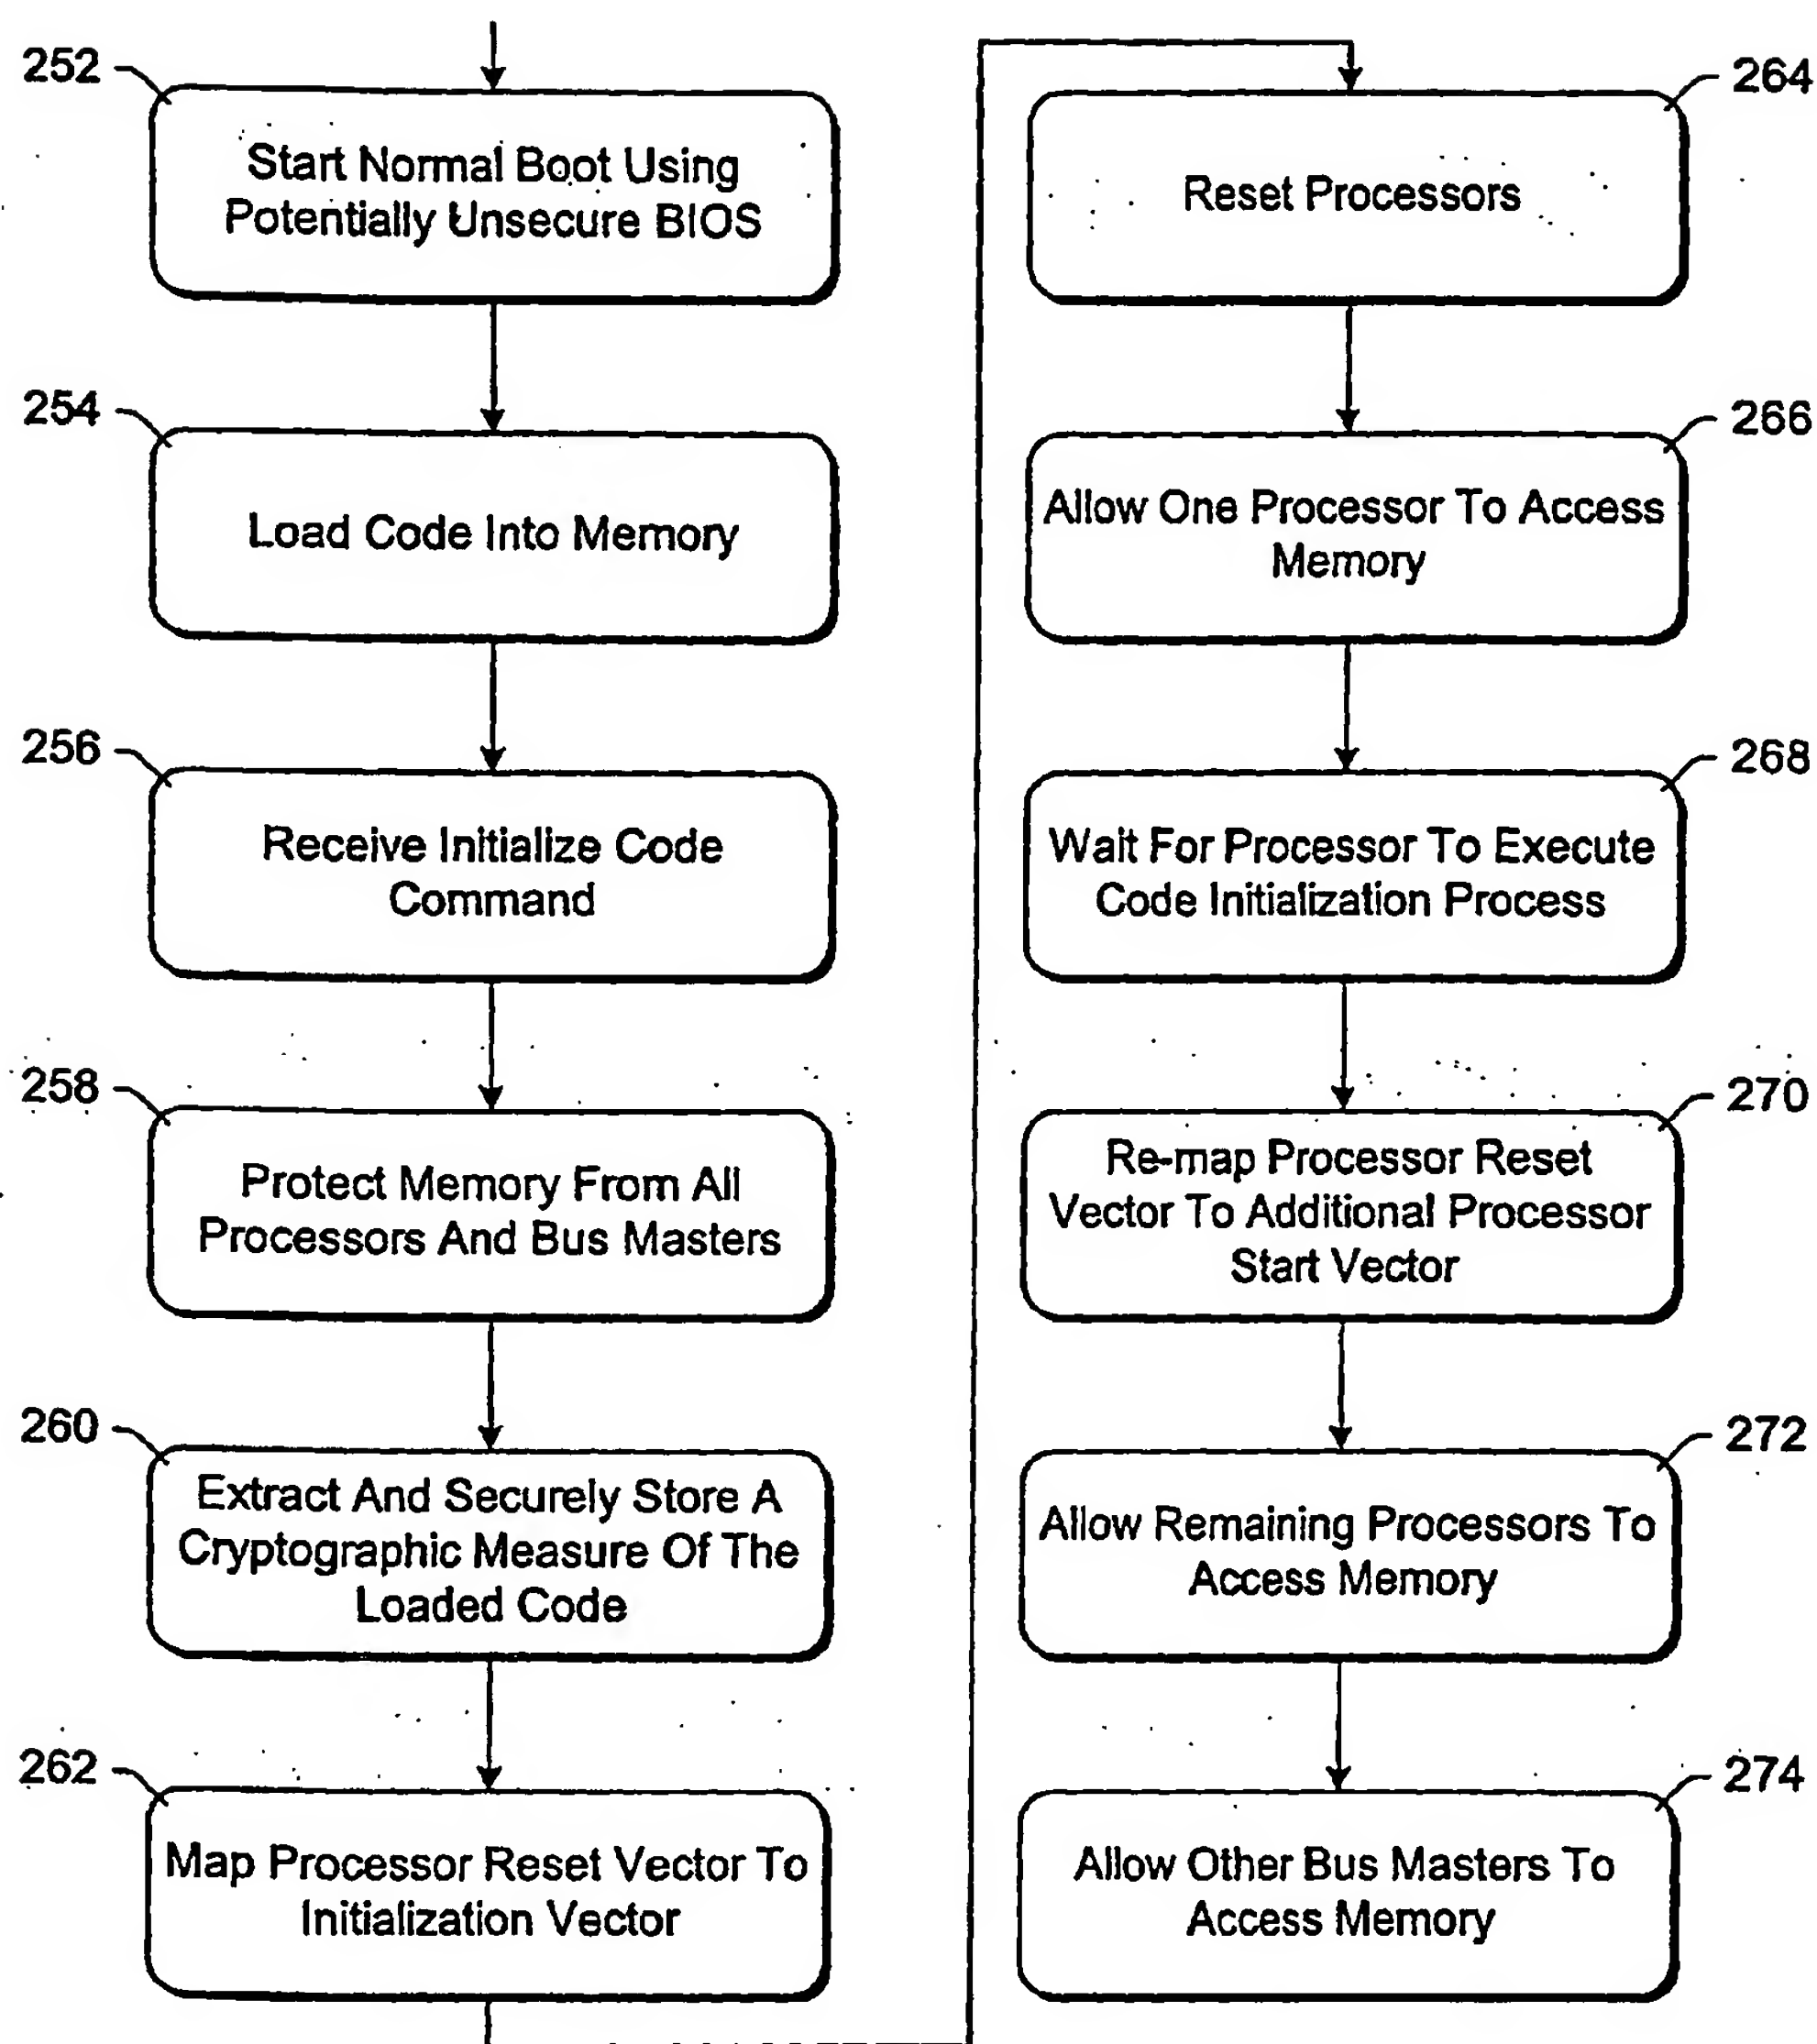 252
Start Normal Boot Using
Potentially Unsecure BIOS
254
Load Code Into Memory
256
Receive Initialize Code
Command
258
Protect Memory From All
Processors And Bus Masters
260
Extract And Securely Store A
Cryptographic Measure Of The
Loaded Code
262
Map Processor Reset Vector To
Initialization Vector
264
Reset Processors
266
Allow One Processor To Access
Memory
268
Wait For Processor To Execute
Code Initialization Process
270
Re-map Processor Reset
Vector To Additional Processor
Start Vector
272
Allow Remaining Processors To
Access Memory
274
Allow Other Bus Masters To
Access Memory